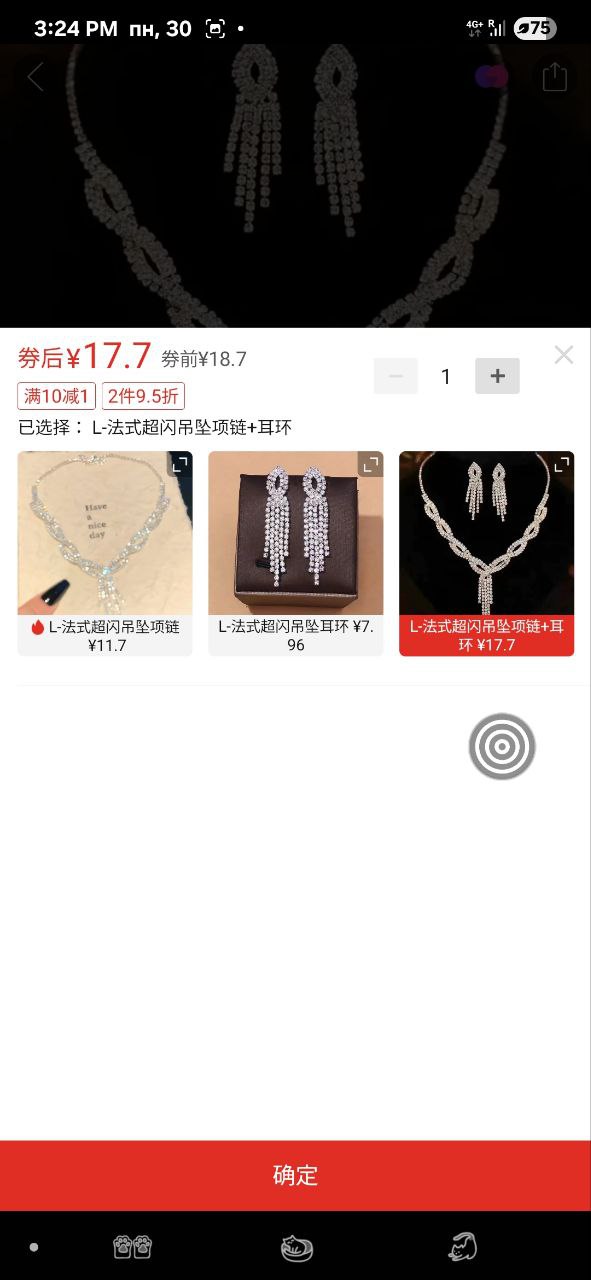 3:24 PM пн, 30
4G+ R 75
券后¥17.7 券前¥18.7
1
满10减1 2件9.5折
已选择： L-法式超闪吊坠项链+耳环
Have
a
nice
day
L-法式超闪吊坠项链
¥11.7
L-法式超闪吊坠耳环 ¥7.
96
L-法式超闪吊坠项链+耳
环 ¥17.7
确定